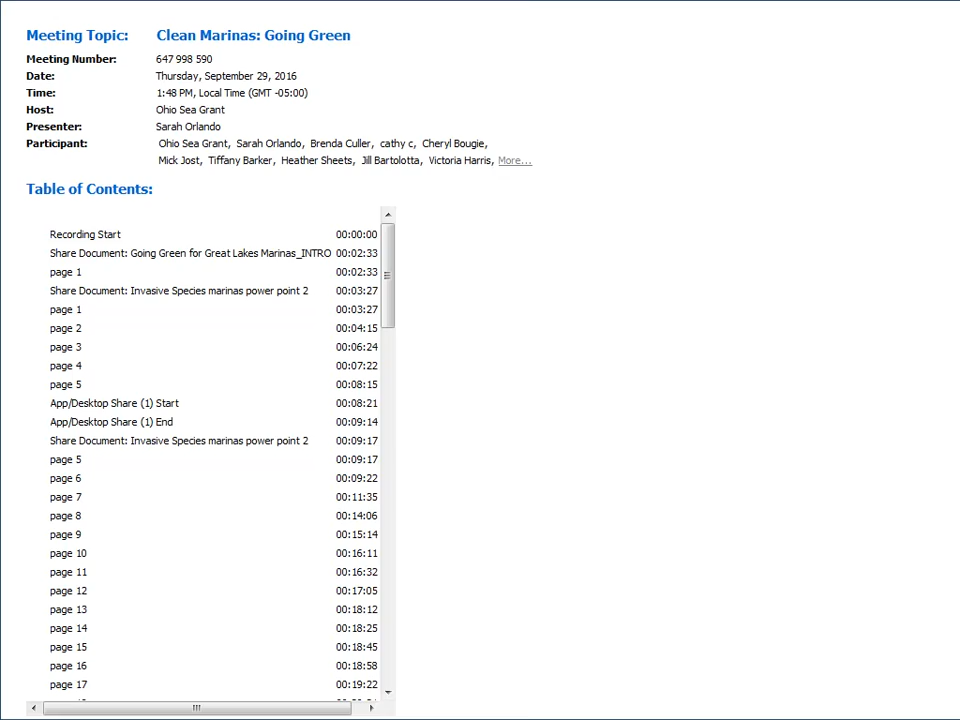 Meeting Topic: Clean Marinas: Going Green
Meeting Number: 647 998 590
Date: Thursday, September 29, 2016
Time: 1:48 PM, Local Time (GMT -05:00)
Host: Ohio Sea Grant
Presenter: Sarah Orlando
Participant: Ohio Sea Grant, Sarah Orlando, Brenda Culler, cathy c, Cheryl Bougie,
Mick Jost, Tiffany Barker, Heather Sheets, Jill Bartolotta, Victoria Harris, More...
Table of Contents:
Recording Start 00:00:00
Share Document: Going Green for Great Lakes Marinas_INTRO 00:02:33
page 1 00:02:33
Share Document: Invasive Species marinas power point 2 00:03:27
page 1 00:03:27
page 2 00:04:15
page 3 00:06:24
page 4 00:07:22
page 5 00:08:15
App/Desktop Share (1) Start 00:08:21
App/Desktop Share (1) End 00:09:14
Share Document: Invasive Species marinas power point 2 00:09:17
page 5 00:09:17
page 6 00:09:22
page 7 00:11:35
page 8 00:14:06
page 9 00:15:14
page 10 00:16:11
page 11 00:16:32
page 12 00:17:05
page 13 00:18:12
page 14 00:18:25
page 15 00:18:45
page 16 00:18:58
page 17 00:19:22